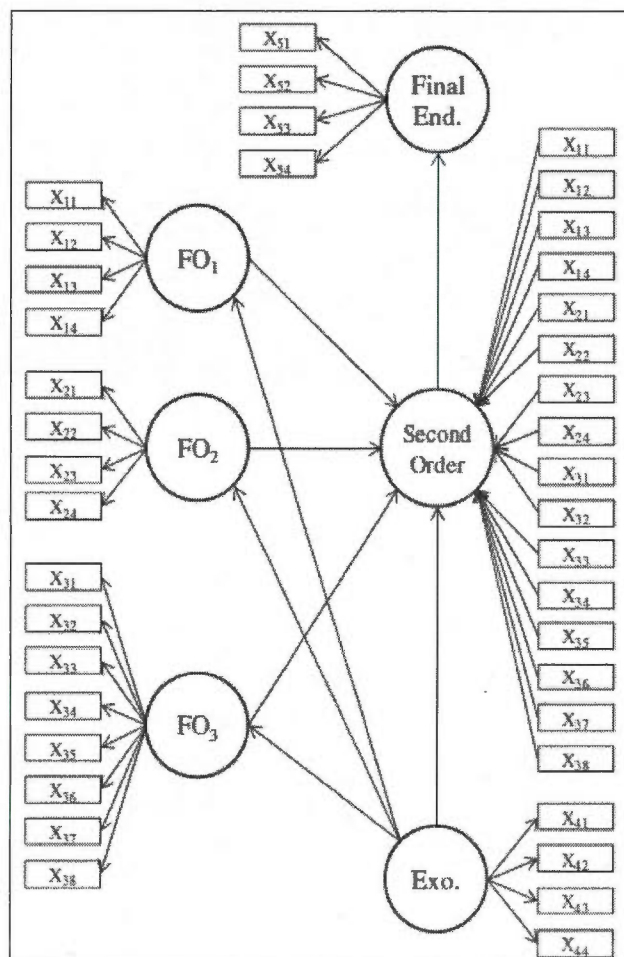 X51
X52
X53
X54
Final
End.
X11
X12
X13
X14
FO1
X21
X22
X23
X24
FO2
X31
X32
X33
X34
X35
X36
X37
X38
FO3
Second
Order
X11
X12
X13
X14
X21
X22
X23
X24
X31
X32
X33
X34
X35
X36
X37
X38
Exo.
X41
X42
X43
X44